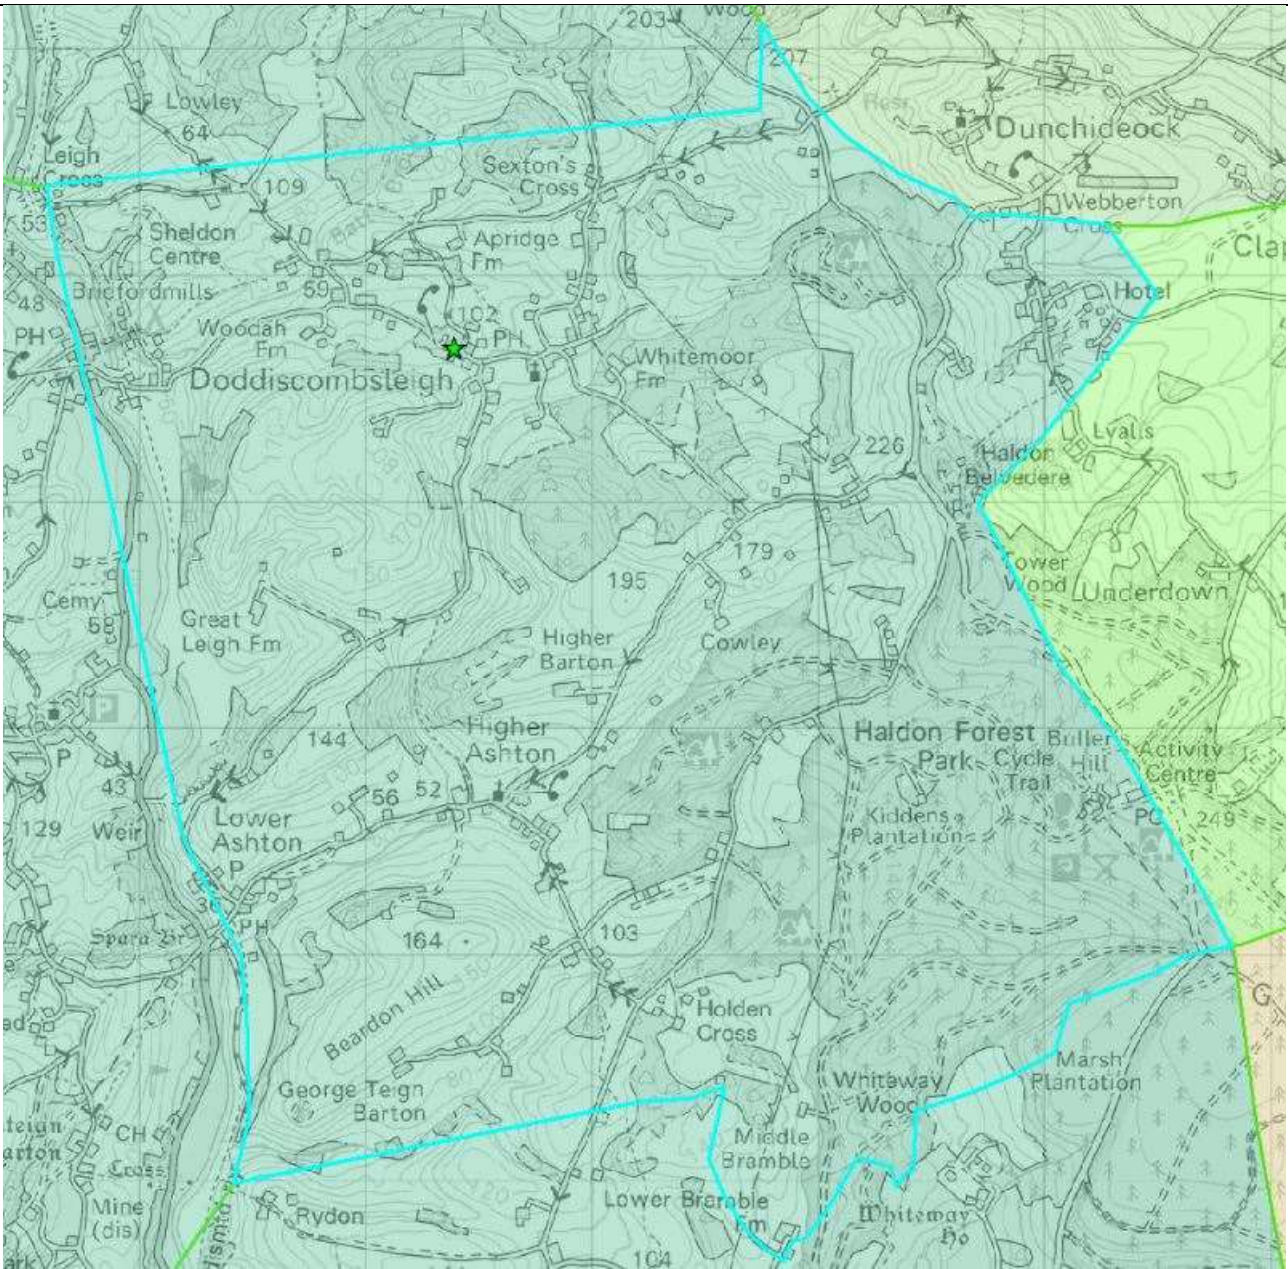 203
Wood
207
Lowley
64
Dunchideock
Leigh
Cross
Sexton's
Cross
109
Webberton
Cross
53
Sheldon
Centre
Apridge
Fm
Cla
Bridfordmills
59
Hotel
48
102
PH
Woodah
Fm
PH
Whitemoor
Fm
Doddiscombsleigh
Lyalls
226
Haldon
Belvedere
179
Tower
Wood
195
Underdown
Cemy
58
Great
Leigh Fm
Higher
Barton
Cowley
P
Higher
Ashton
144
Haldon Forest
Park
Cycle
Trail
Buller's
Hill
Activity
Centre
P
43
56
52
129
Weir
Lower
Ashton
Kiddens
Plantation
PC
249
P
P
36
PH
Spara Br
164
103
G
Beardon Hill
Holden
Cross
Marsh
Plantation
George Teign
Barton
Whiteway
Wood
CH
Cross
Middle
Bramble
Mine
(dis)
Rydon
Lower Bramble
Fm
Whiteway
Ho
dismtd
104